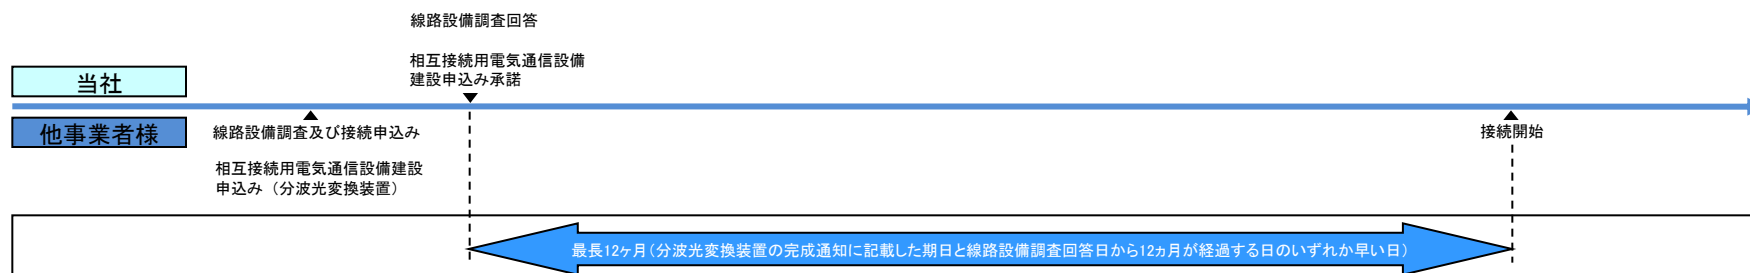 線路設備調査回答
相互接続用電気通信設備
建設申込み承諾
当社
他事業者様
線路設備調査及び接続申込み
接続開始
相互接続用電気通信設備建設
申込み（分波光変換装置）
最長12ヶ月（分波光変換装置の完成通知に記載した期日と線路設備調査回答日から12ヵ月が経過する日のいずれか早い日）